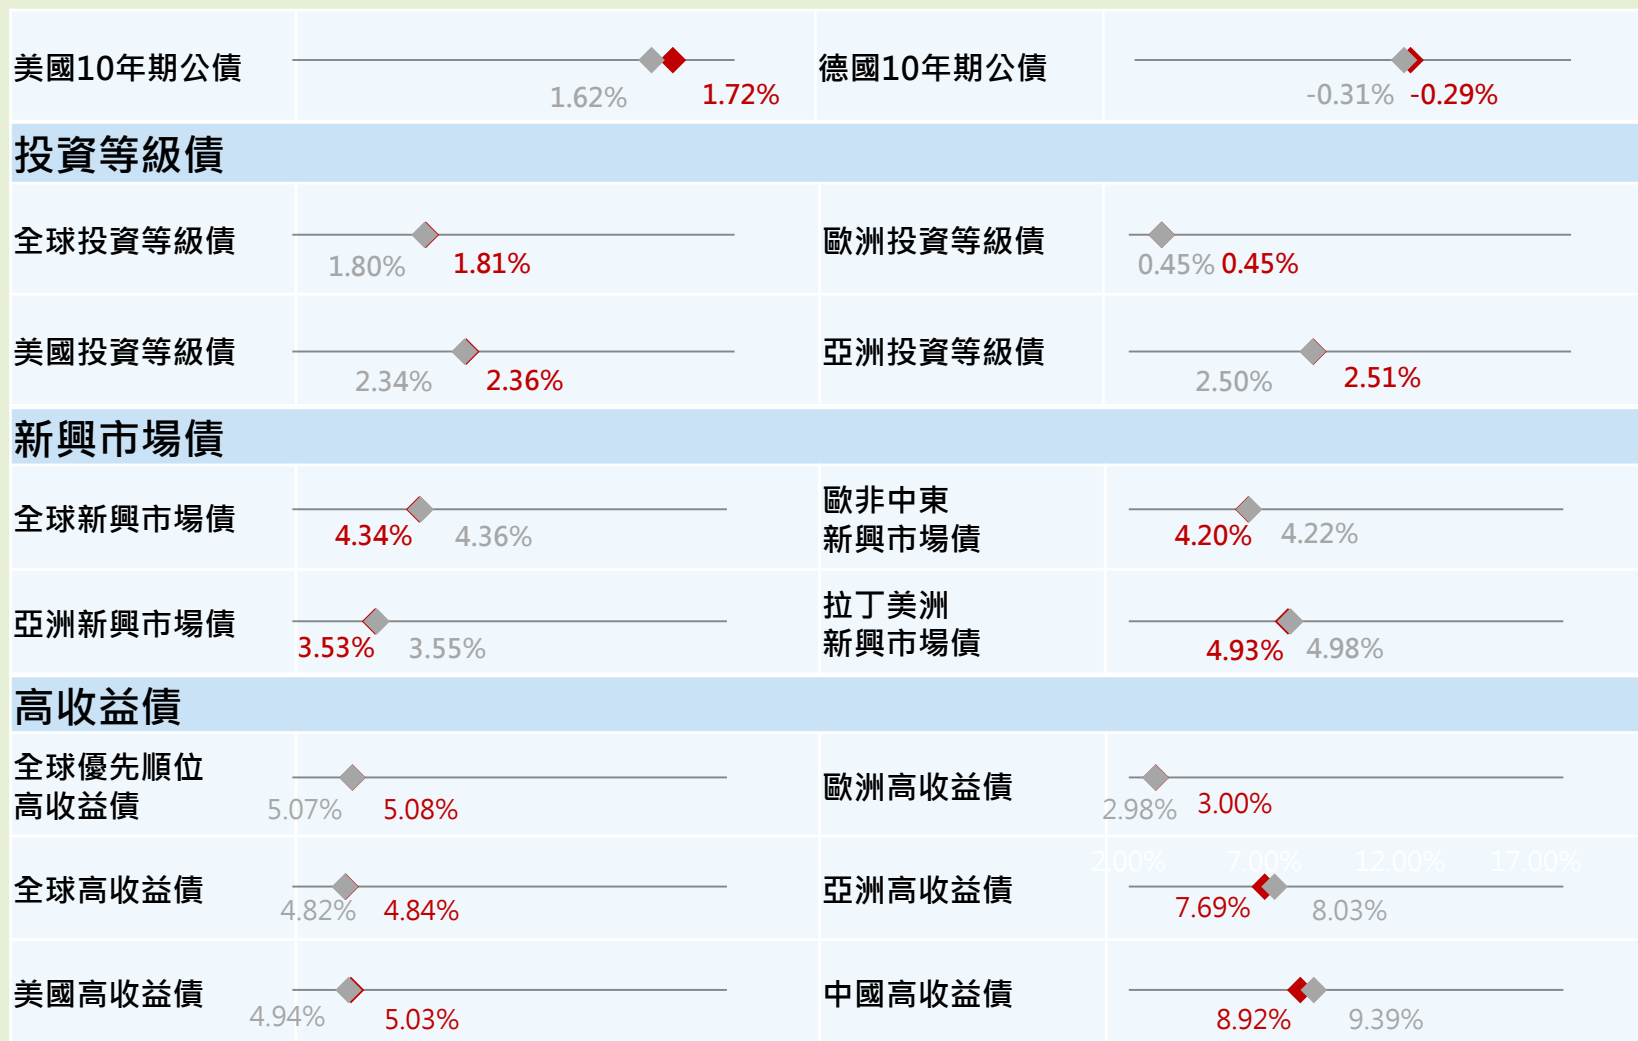 美國10年期公債
1.62%
1.72%
德國10年期公債
-0.31%
-0.29%
投資等級債
全球投資等級債
1.80%
1.81%
歐洲投資等級債
0.45%
0.45%
美國投資等級債
2.34%
2.36%
亞洲投資等級債
2.50%
2.51%
新興市場債
全球新興市場債
4.34%
4.36%
歐非中東
新興市場債
4.20%
4.22%
亞洲新興市場債
3.53%
3.55%
拉丁美洲
新興市場債
4.93%
4.98%
高收益債
全球優先順位
高收益債
5.07%
5.08%
歐洲高收益債
2.98%
3.00%
全球高收益債
4.82%
4.84%
2.00%
7.00%
12.00%
17.00%
亞洲高收益債
7.69%
8.03%
美國高收益債
4.94%
5.03%
中國高收益債
8.92%
9.39%